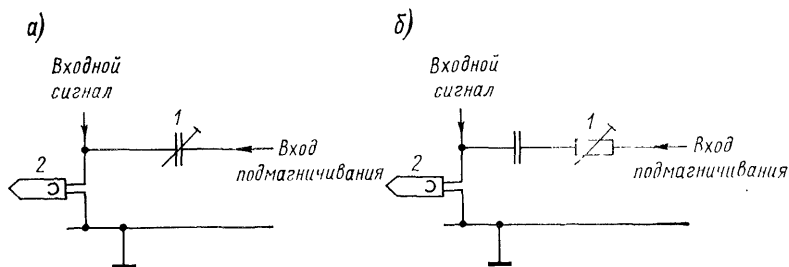 а)
Входной
сигнал
1
Вход
подмагничивания
2
б)
Входной
сигнал
1
Вход
подмагничивания
2